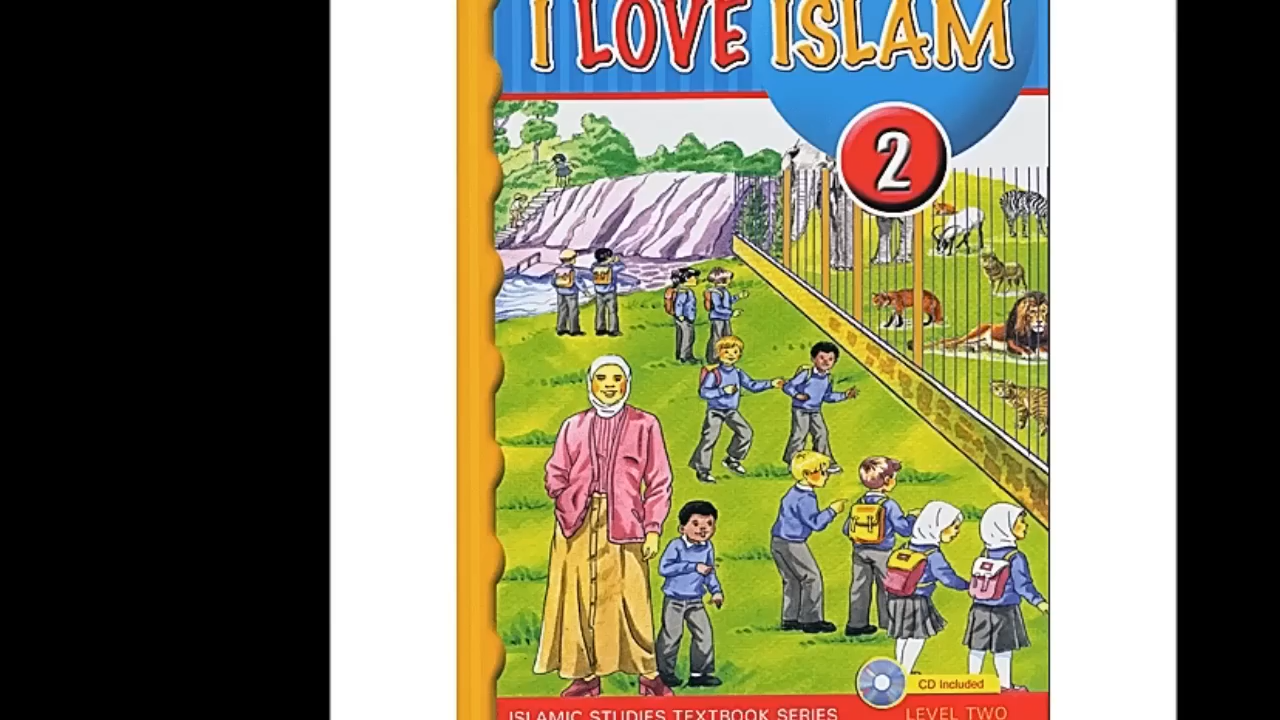 I LOVE ISLAM
2
CD Included
ISLAMIC STUDIES TEXTBOOK SERIES
LEVEL TWO